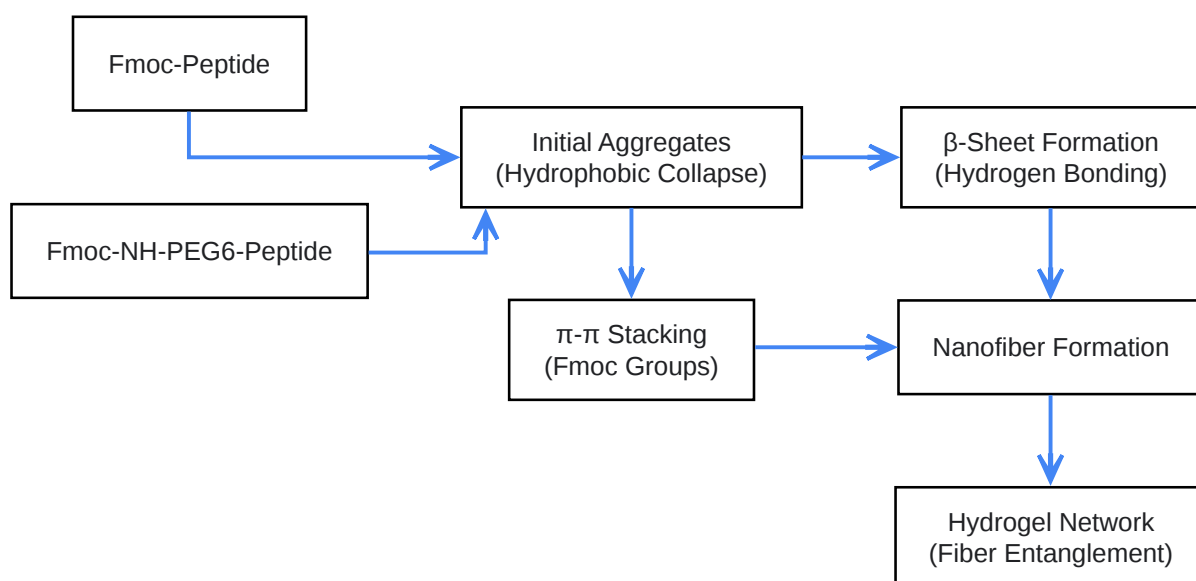 Fmoc-Peptide
Initial Aggregates
(Hydrophobic Collapse)
β-Sheet Formation
(Hydrogen Bonding)
Fmoc-NH-PEG6-Peptide
π-π Stacking
(Fmoc Groups)
Nanofiber Formation
Hydrogel Network
(Fiber Entanglement)